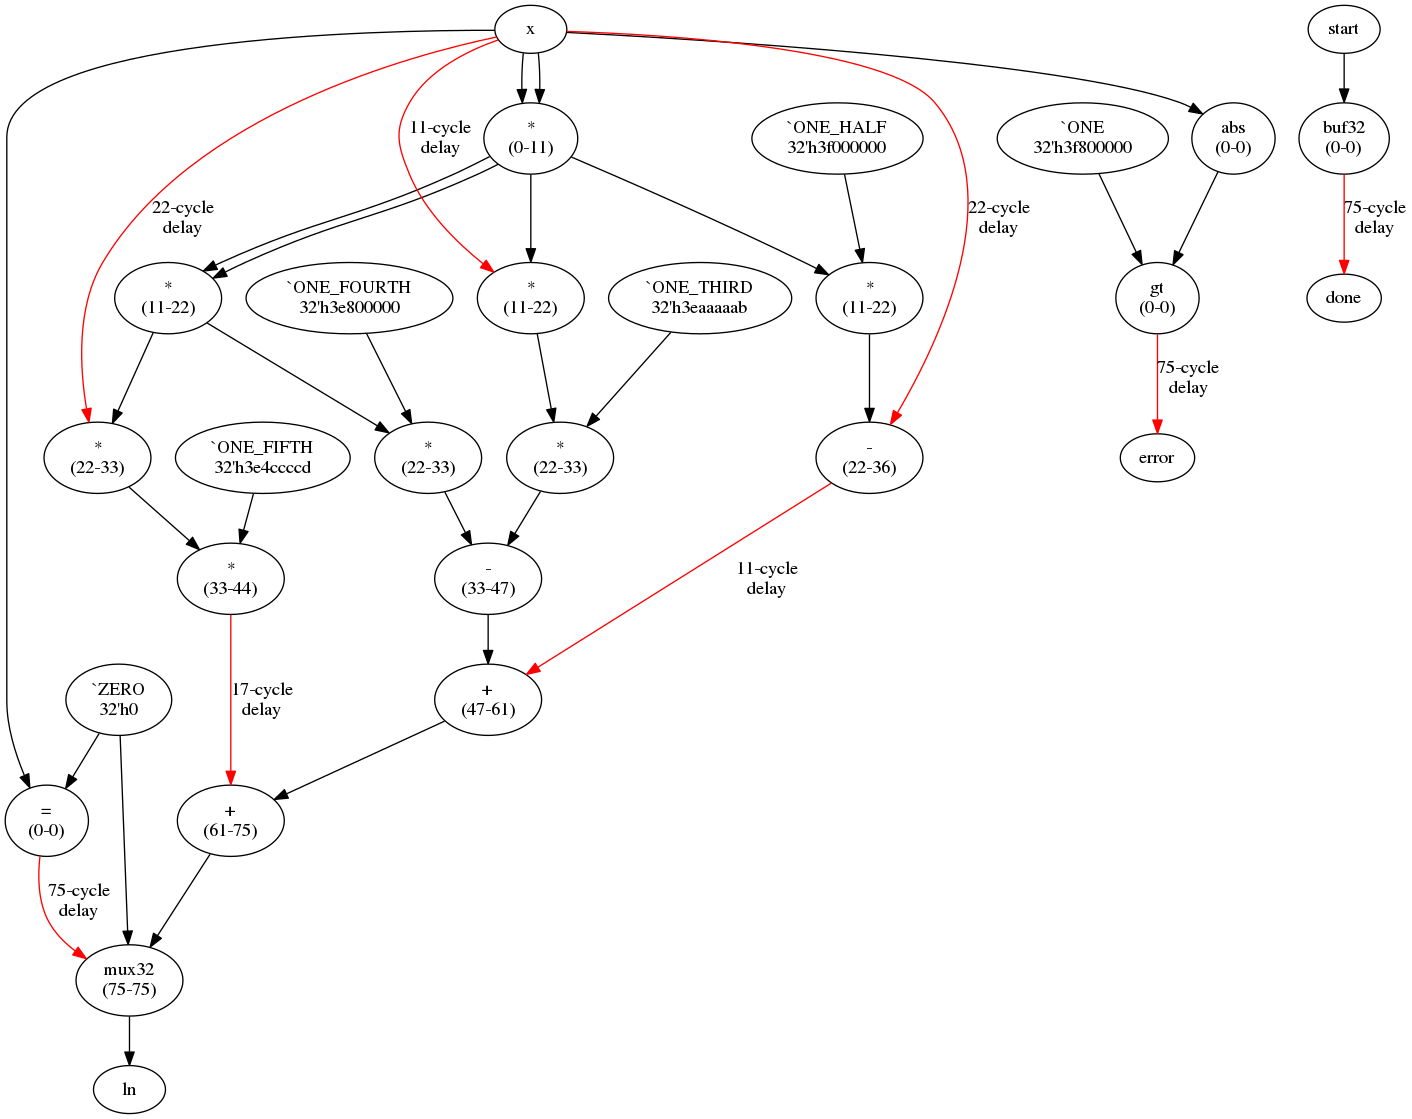 x
start
11-cycle
delay
*
(0-11)
`ONE_HALF
32'h3f000000
`ONE
32'h3f800000
abs
(0-0)
buf32
(0-0)
22-cycle
delay
22-cycle
delay
75-cycle
delay
*
(11-22)
`ONE_FOURTH
32'h3e800000
*
(11-22)
`ONE_THIRD
32'h3eaaaaab
*
(11-22)
gt
(0-0)
done
75-cycle
delay
*
(22-33)
`ONE_FIFTH
32'h3e4ccccd
*
(22-33)
*
(22-33)
-
(22-36)
error
*
(33-44)
-
(33-47)
11-cycle
delay
`ZERO
32'h0
17-cycle
delay
+
(47-61)
=
(0-0)
+
(61-75)
75-cycle
delay
mux32
(75-75)
ln